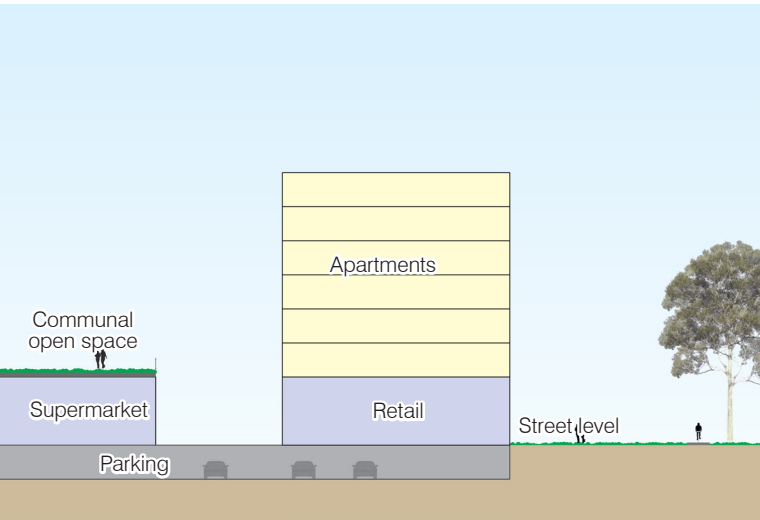 Apartments
Communal
open space
Supermarket
Retail
Street level
Parking